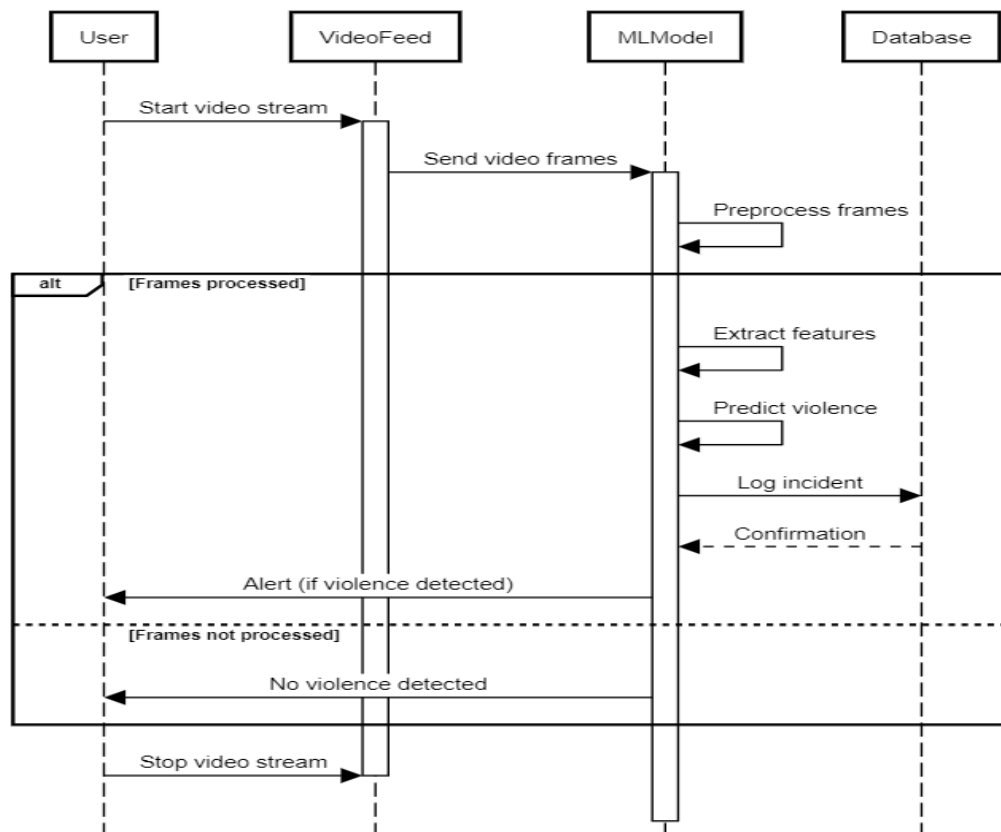 User
VideoFeed
MLModel
Database
Start video stream
Send video frames
Preprocess frames
alt
[Frames processed]
Extract features
Predict violence
Log incident
Confirmation
Alert (if violence detected)
[Frames not processed]
No violence detected
Stop video stream